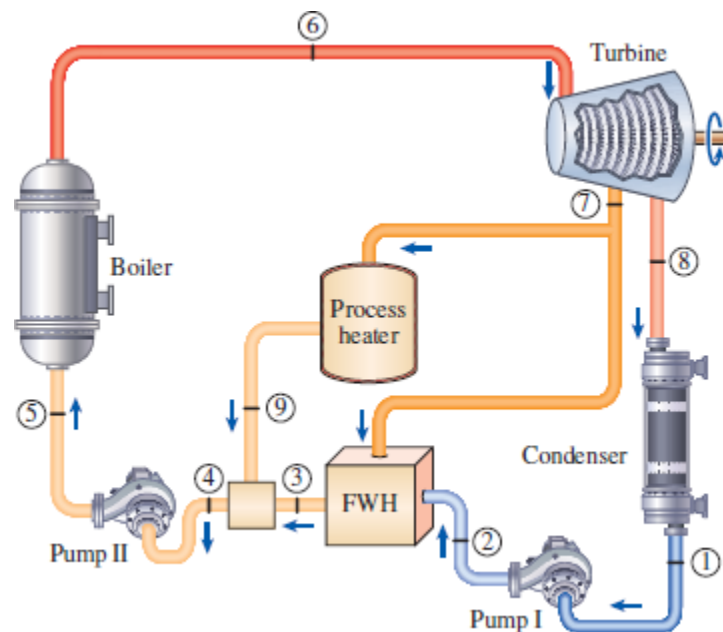 6
Turbine
7
8
Boiler
Process
heater
5
9
Condenser
4
3
FWH
2
Pump II
1
Pump I